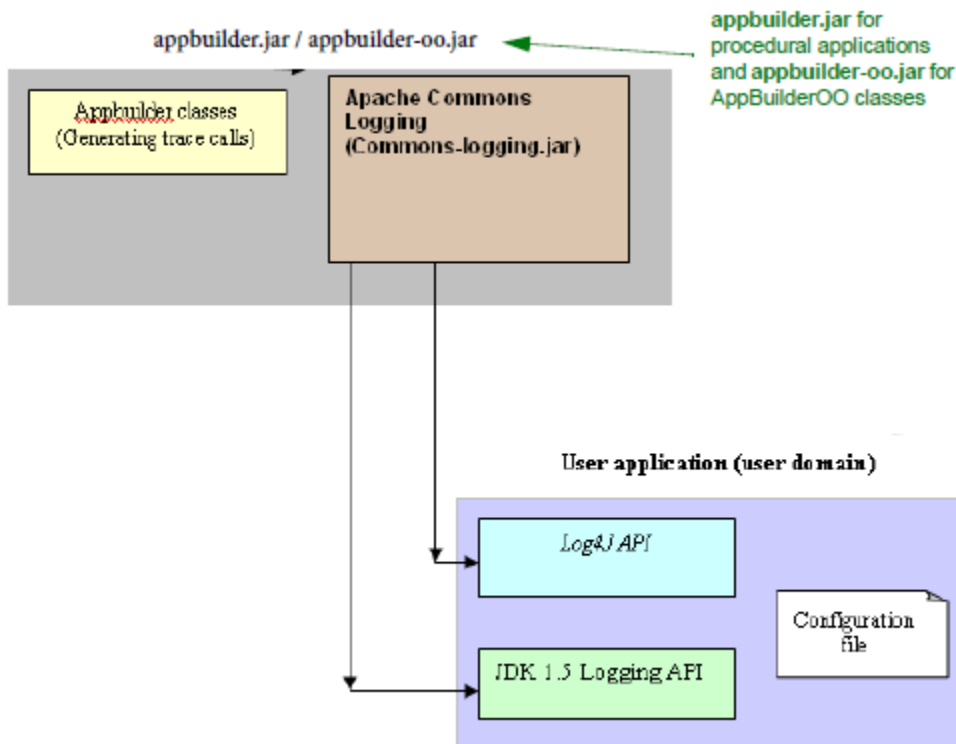 appbuilder.jar / appbuilder-oo.jar
appbuilder.jar for
procedural applications
and appbuilder-oo.jar for
AppBuilderOO classes
Appbuilder classes
(Generating trace calls)
Apache Commons
Logging
(Commons-logging.jar)
User application (user domain)
Log4J API
Configuration
file
JDK 1.5 Logging API